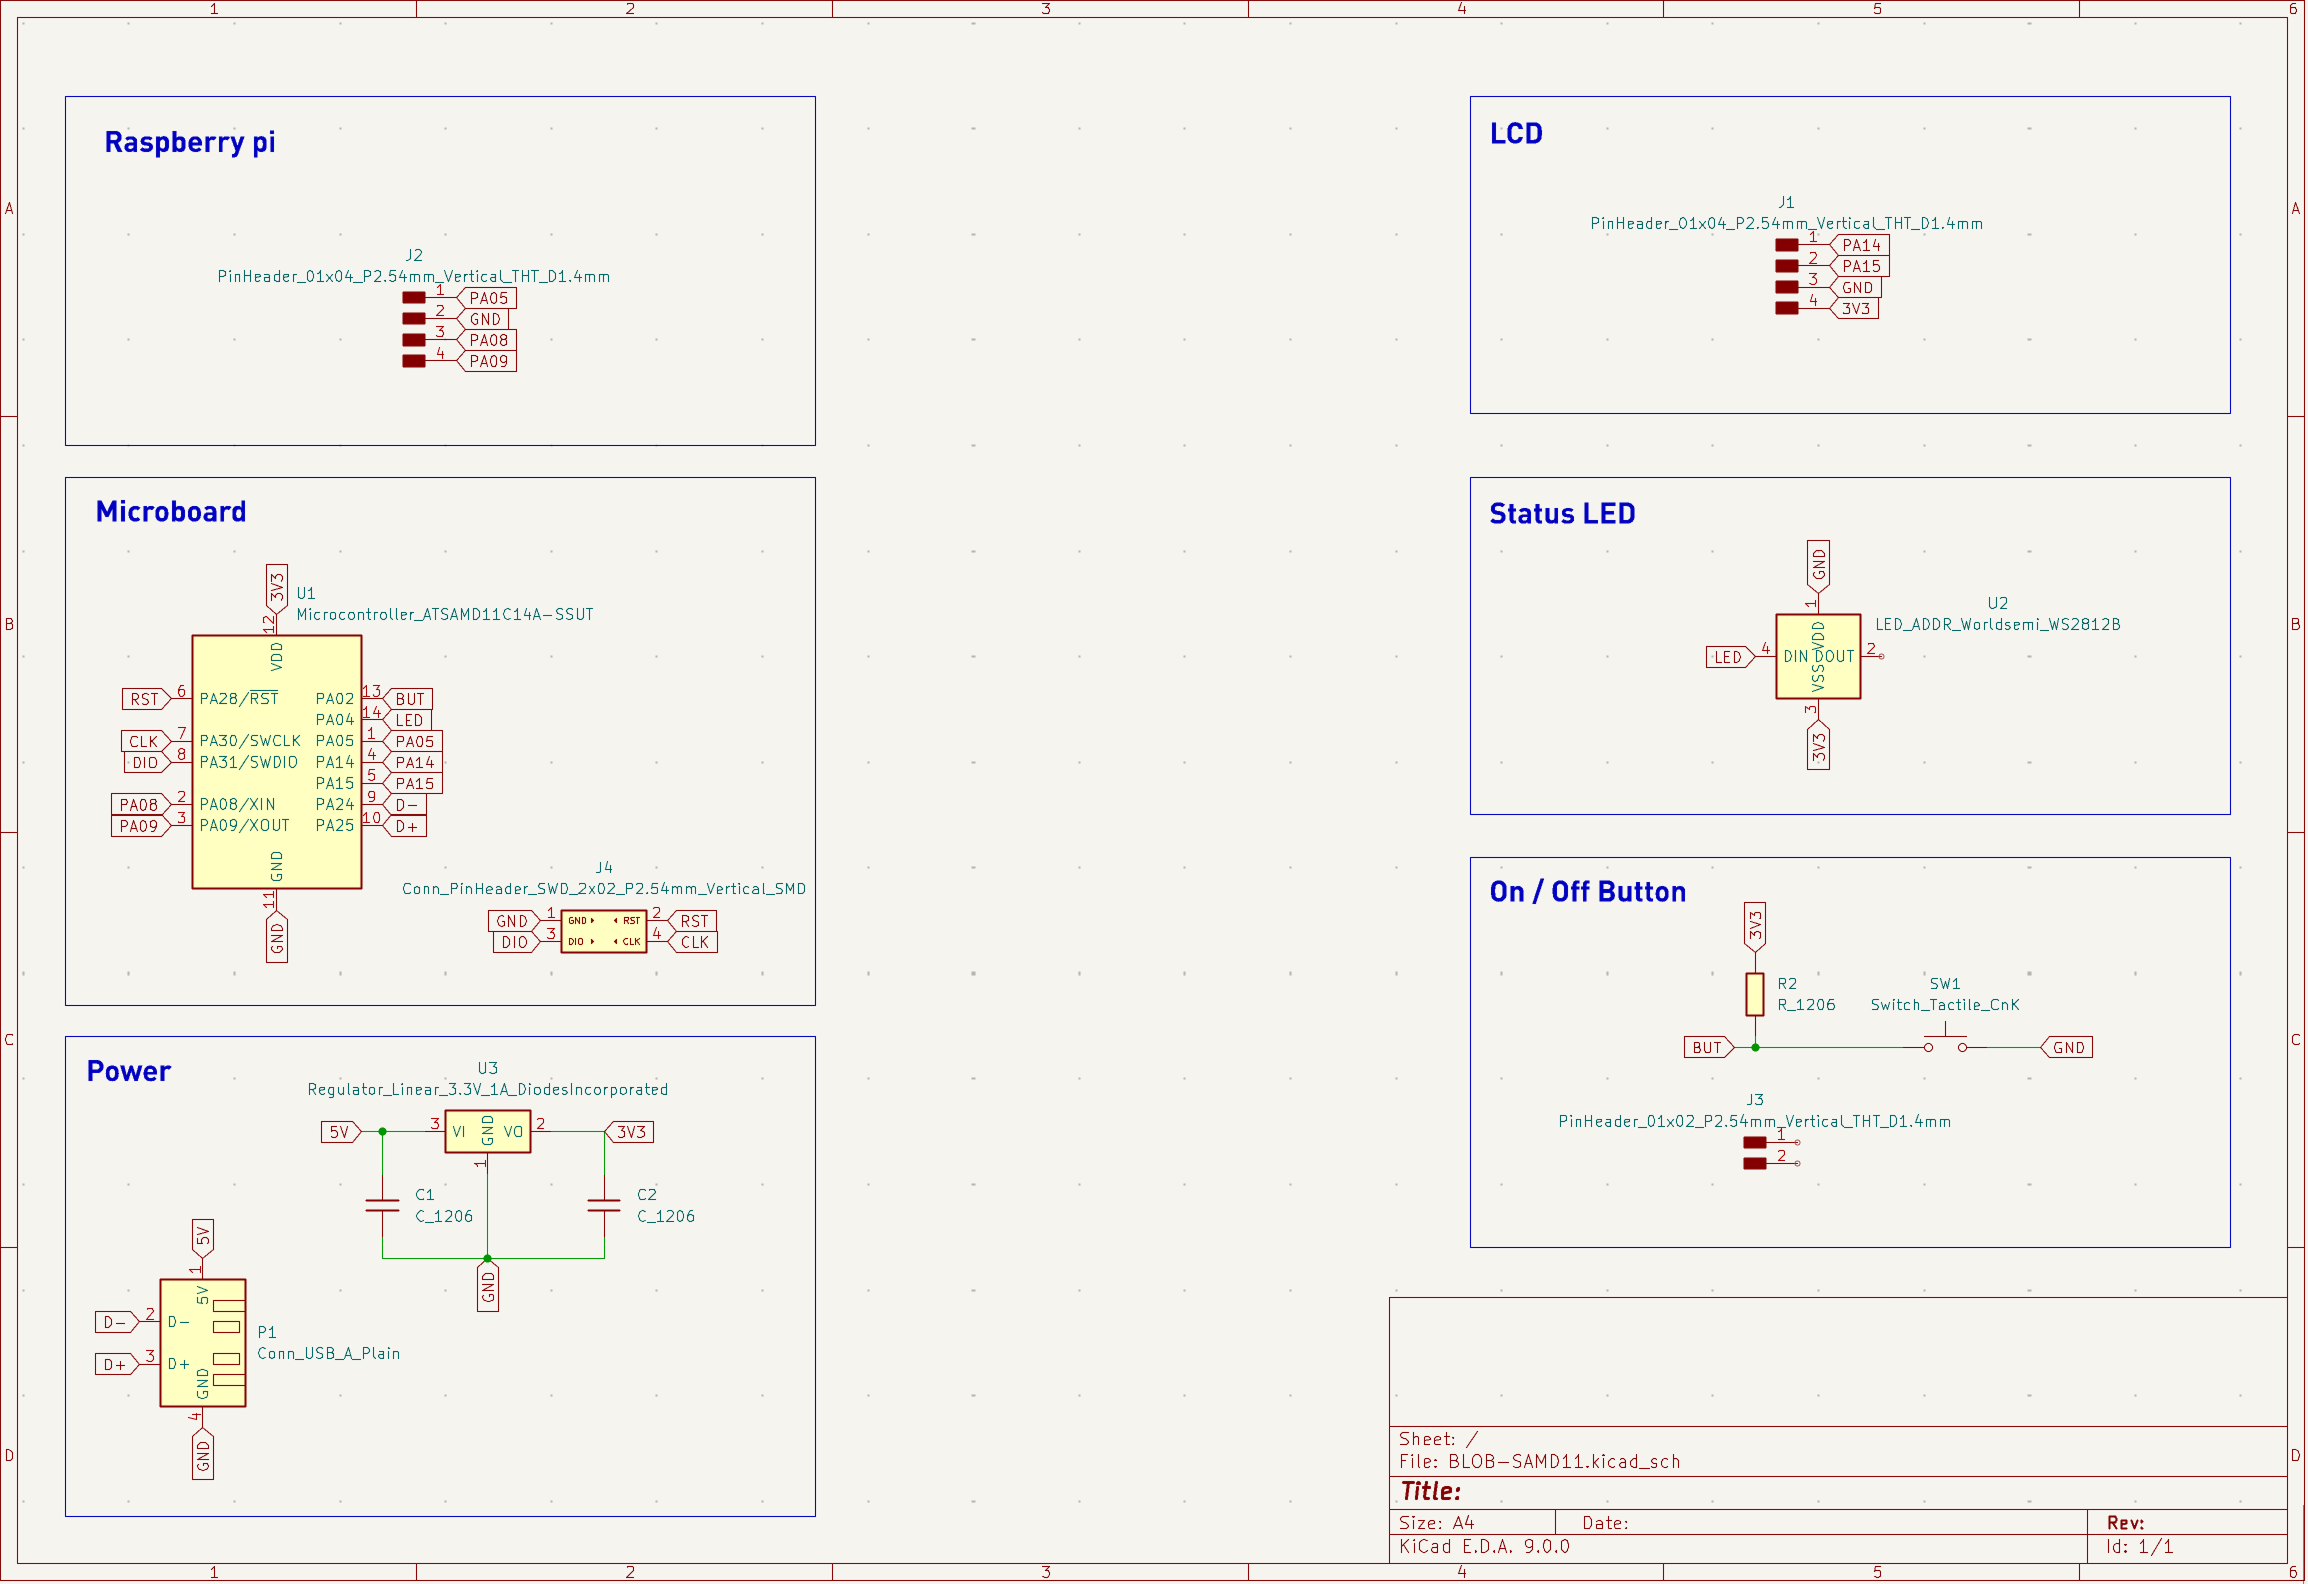 1 2 3 4 5 6
A
B
C
D
A
B
C
D
Raspberry pi
J2
PinHeader_01x04_P2.54mm_Vertical_THT_D1.4mm
1 PA05
2 GND
3 PA08
4 PA09
LCD
J1
PinHeader_01x04_P2.54mm_Vertical_THT_D1.4mm
1 PA14
2 PA15
3 GND
4 3V3
Microboard
3V3
12
VDD
U1
Microcontroller_ATSAMD11C14A-SSUT
RST 6 PA28/RST PA02 13 BUT
PA04 14 LED
CLK 7 PA30/SWCLK PA05 1 PA05
DIO 8 PA31/SWDIO PA14 4 PA14
PA15 5 PA15
PA08 2 PA08/XIN PA24 9 D-
PA09 3 PA09/XOUT PA25 10 D+
GND
11
GND
J4
Conn_PinHeader_SWD_2x02_P2.54mm_Vertical_SMD
GND 1 GND RST 2 RST
DIO 3 DIO CLK 4 CLK
Status LED
GND
1
U2
LED_ADDR_Worldsemi_WS2812B
VDD
LED 4 DIN DOUT 2
VSS
3
3V3
On / Off Button
3V3
R2
R_1206
SW1
Switch_Tactile_CnK
BUT
GND
J3
PinHeader_01x02_P2.54mm_Vertical_THT_D1.4mm
1
2
Power
U3
Regulator_Linear_3.3V_1A_DiodesIncorporated
5V 3 VI GND VO 2 3V3
1
C1
C_1206
C2
C_1206
GND
5V
1
5V
D- 2 D-
D+ 3 D+
GND
4
GND
P1
Conn_USB_A_Plain
Sheet: /
File: BLOB-SAMD11.kicad_sch
Title:
Size: A4 Date: Rev:
KiCad E.D.A. 9.0.0 Id: 1/1
1 2 3 4 5 6